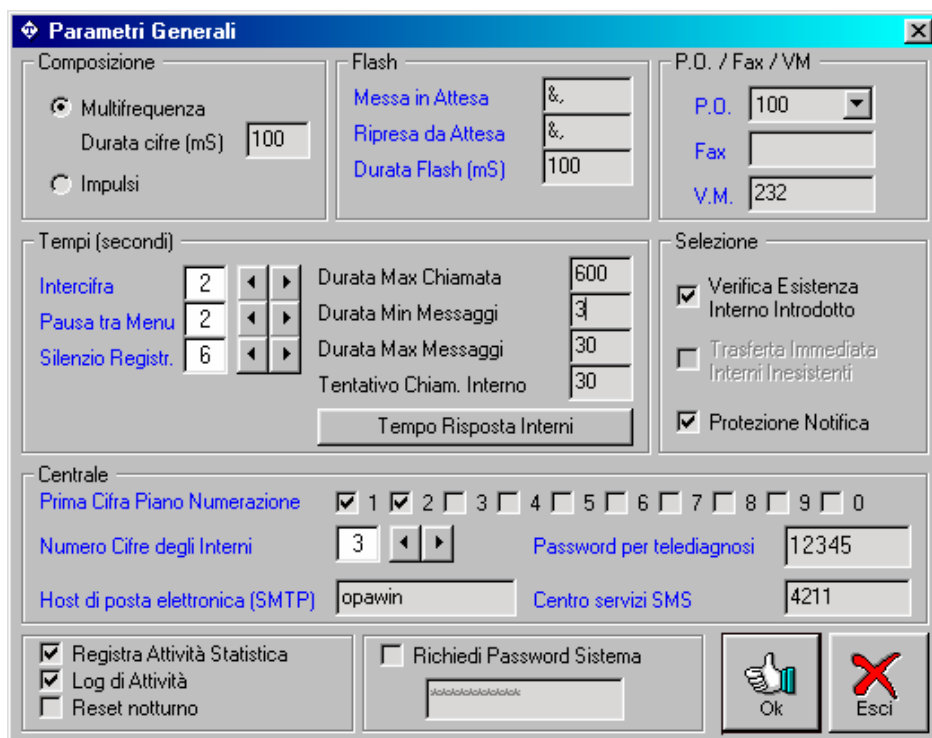 Parametri Generali
Composizione
Multifrequenza
Durata cifre (mS) 100
Impulsi
Flash
Messa in Attesa &,
Ripresa da Attesa &,
Durata Flash (mS) 100
P.O. / Fax / VM
P.O. 100
Fax
V.M. 232
Tempi (secondi)
Intercifra 2
Pausa tra Menu 2
Silenzio Registr. 6
Durata Max Chiamata 600
Durata Min Messaggi 3
Durata Max Messaggi 30
Tentativo Chiam. Interno 30
Tempo Risposta Interni
Selezione
Verifica Esistenza
Interno Introdotto
Trasferta Immediata
Interni Inesistenti
Protezione Notifica
Centrale
Prima Cifra Piano Numerazione 1 2 3 4 5 6 7 8 9 0
Numero Cifre degli Interni 3
Password per telediagnosi 12345
Host di posta elettronica (SMTP) opawin
Centro servizi SMS 4211
Registra Attività Statistica
Log di Attività
Reset notturno
Richiedi Password Sistema
************
Ok
Esci